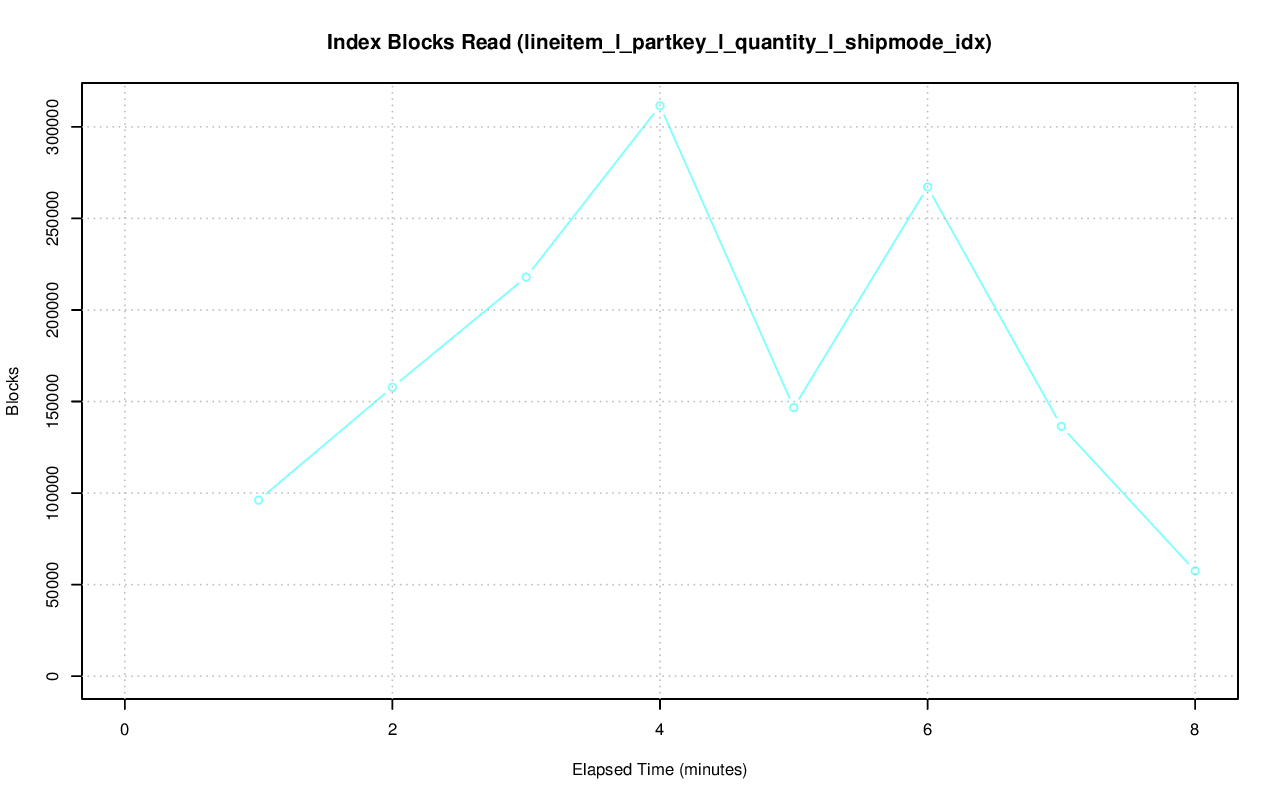 Index Blocks Read (lineitem_l_partkey_l_quantity_l_shipmode_idx)
Blocks
300000
250000
200000
150000
100000
50000
0
0 2 4 6 8
Elapsed Time (minutes)